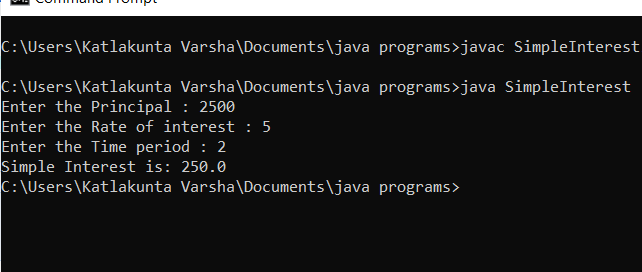 Command Prompt
C:\Users\Katlakunta Varsha\Documents\java programs>javac SimpleInterest
C:\Users\Katlakunta Varsha\Documents\java programs>java SimpleInterest
Enter the Principal : 2500
Enter the Rate of interest : 5
Enter the Time period : 2
Simple Interest is: 250.0
C:\Users\Katlakunta Varsha\Documents\java programs>